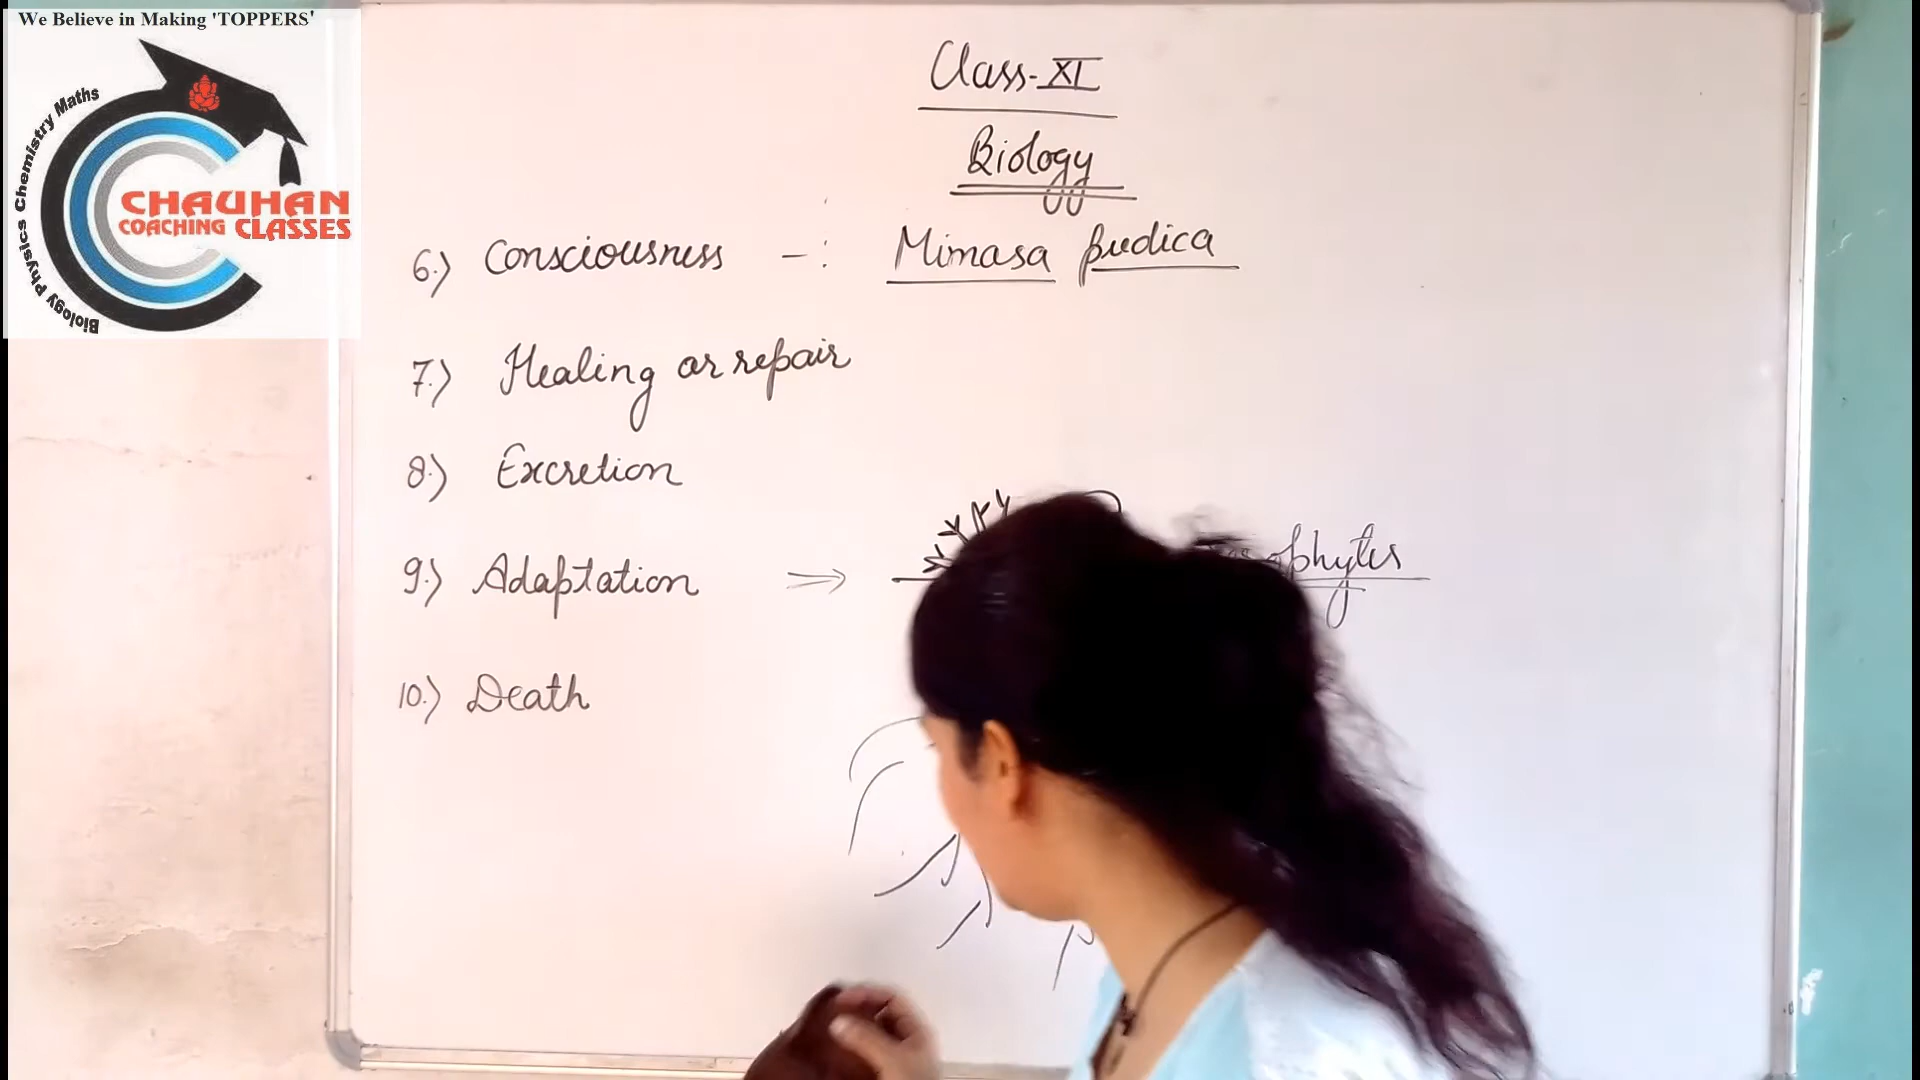 We Believe in Making 'TOPPERS'
Biology Physics Chemistry Maths
CHAUHAN
COACHING CLASSES
Class-XI
Biology
6.) Consciousness -: Mimasa pudica
7.) Healing or repair
8.) Excretion
9.) Adaptation ⇒
10.) Death